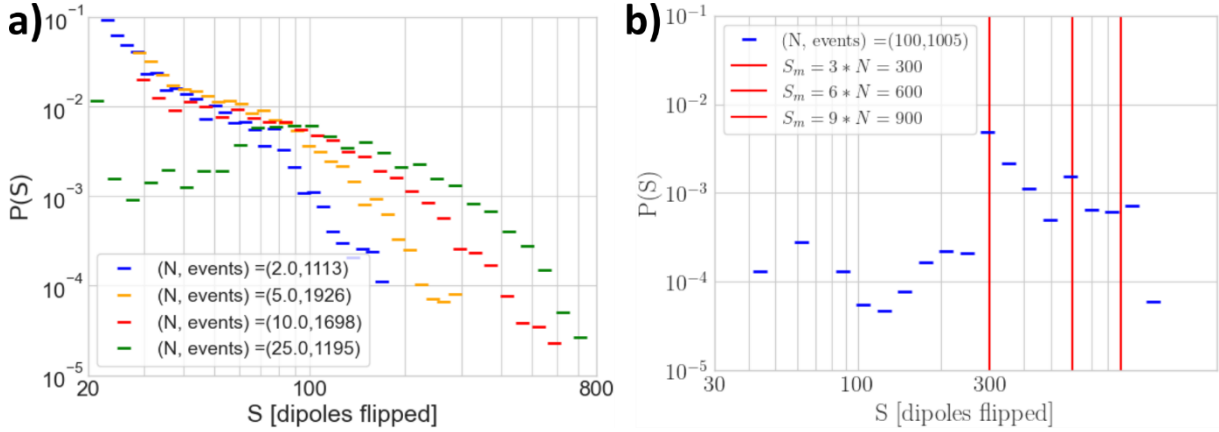 a)
P(S)
10^-1
10^-2
10^-3
10^-4
10^-5
(N, events) =(2.0,1113)
(N, events) =(5.0,1926)
(N, events) =(10.0,1698)
(N, events) =(25.0,1195)
20
100
800
S [dipoles flipped]
b)
P(S)
10^-1
10^-2
10^-3
10^-4
10^-5
(N, events) =(100,1005)
S_m = 3 * N = 300
S_m = 6 * N = 600
S_m = 9 * N = 900
30
100
300
S [dipoles flipped]